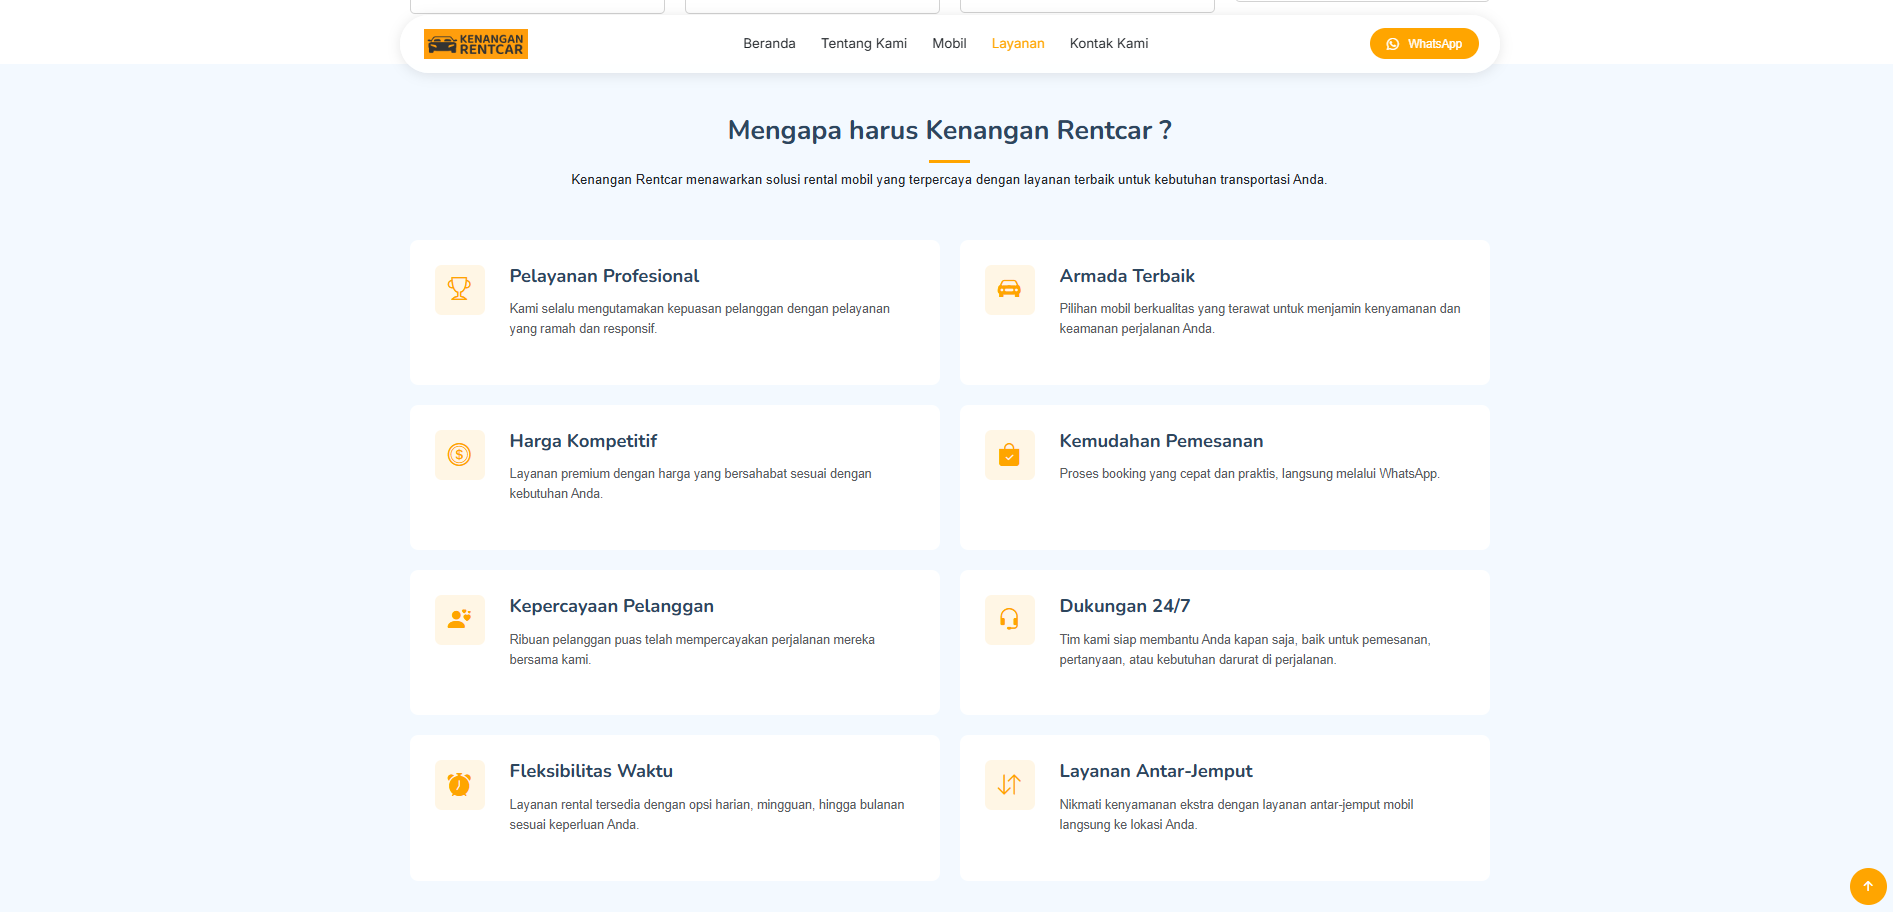 KENANGAN
RENTCAR
Beranda
Tentang Kami
Mobil
Layanan
Kontak Kami
WhatsApp
Mengapa harus Kenangan Rentcar ?
Kenangan Rentcar menawarkan solusi rental mobil yang terpercaya dengan layanan terbaik untuk kebutuhan transportasi Anda.
Pelayanan Profesional
Kami selalu mengutamakan kepuasan pelanggan dengan pelayanan
yang ramah dan responsif.
Armada Terbaik
Pilihan mobil berkualitas yang terawat untuk menjamin kenyamanan dan
keamanan perjalanan Anda.
Harga Kompetitif
Layanan premium dengan harga yang bersahabat sesuai dengan
kebutuhan Anda.
Kemudahan Pemesanan
Proses booking yang cepat dan praktis, langsung melalui WhatsApp.
Kepercayaan Pelanggan
Ribuan pelanggan puas telah mempercayakan perjalanan mereka
bersama kami.
Dukungan 24/7
Tim kami siap membantu Anda kapan saja, baik untuk pemesanan,
pertanyaan, atau kebutuhan darurat di perjalanan.
Fleksibilitas Waktu
Layanan rental tersedia dengan opsi harian, mingguan, hingga bulanan
sesuai keperluan Anda.
Layanan Antar-Jemput
Nikmati kenyamanan ekstra dengan layanan antar-jemput mobil
langsung ke lokasi Anda.